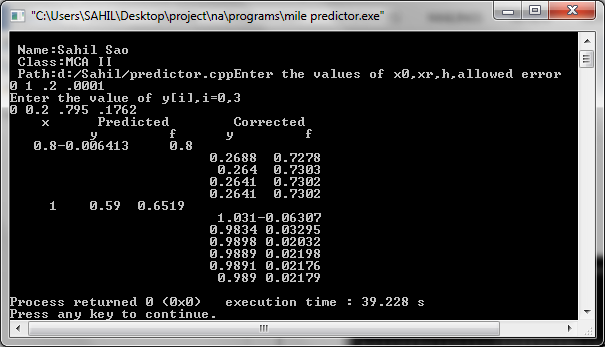 "C:\Users\SAHIL\Desktop\project\na\programs\mile predictor.exe"
Name:Sahil Sao
Class:MCA II
Path:d:/Sahil/predictor.cppEnter the values of x0,xr,h,allowed error
0 1 .2 .0001
Enter the value of y[i],i=0,3
0 0.2 .795 .1762
x Predicted Corrected
y f y f
0.8-0.006413 0.8
0.2688 0.7278
0.264 0.7303
0.2641 0.7302
0.2641 0.7302
1 0.59 0.6519
1.031-0.06307
0.9834 0.03295
0.9898 0.02032
0.9889 0.02198
0.9891 0.02176
0.989 0.02179
Process returned 0 (0x0) execution time : 39.228 s
Press any key to continue.